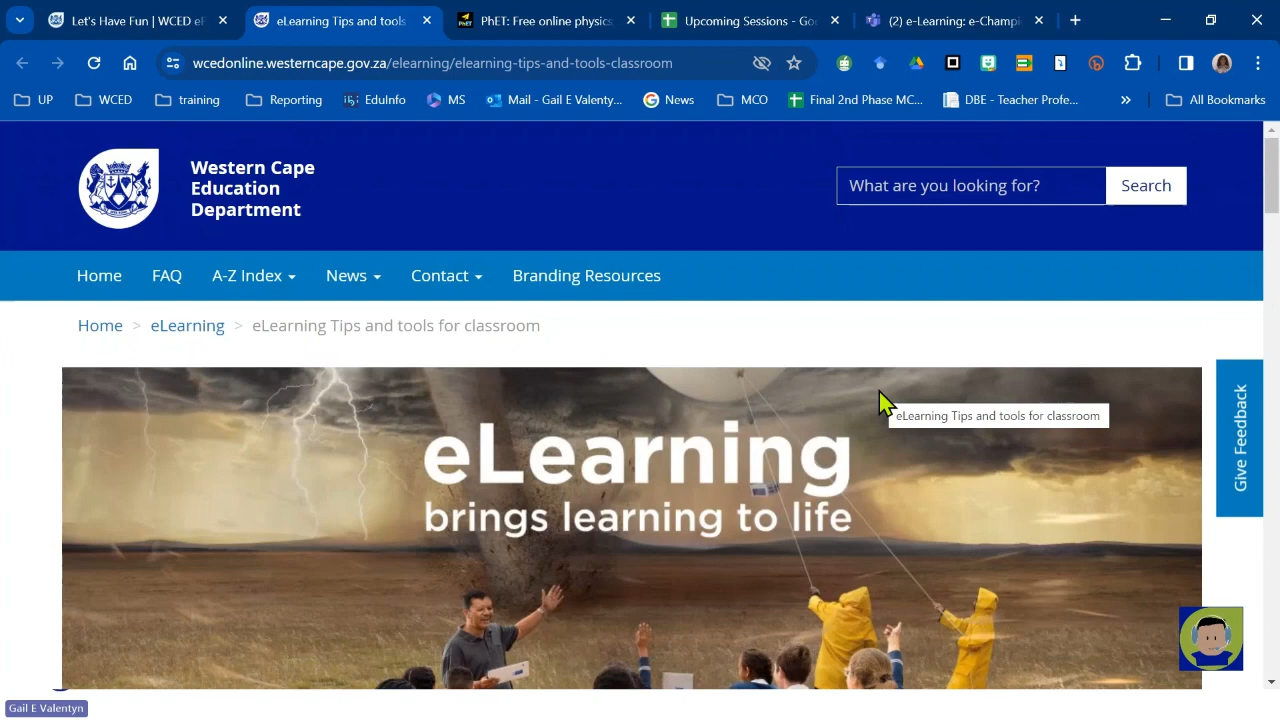 Let's Have Fun | WCED eP
eLearning Tips and tools
PhET: Free online physics,
Upcoming Sessions - Goo
(2) e-Learning: e-Champi
wcedonline.westerncape.gov.za/elearning/elearning-tips-and-tools-classroom
UP
WCED
training
Reporting
EduInfo
MS
Mail - Gail E Valenty...
News
MCO
Final 2nd Phase MC...
DBE - Teacher Profe...
All Bookmarks
Western Cape
Education
Department
What are you looking for?
Search
Home
FAQ
A-Z Index
News
Contact
Branding Resources
Home > eLearning > eLearning Tips and tools for classroom
eLearning
brings learning to life
eLearning Tips and tools for classroom
Give Feedback
Gail E Valentyn